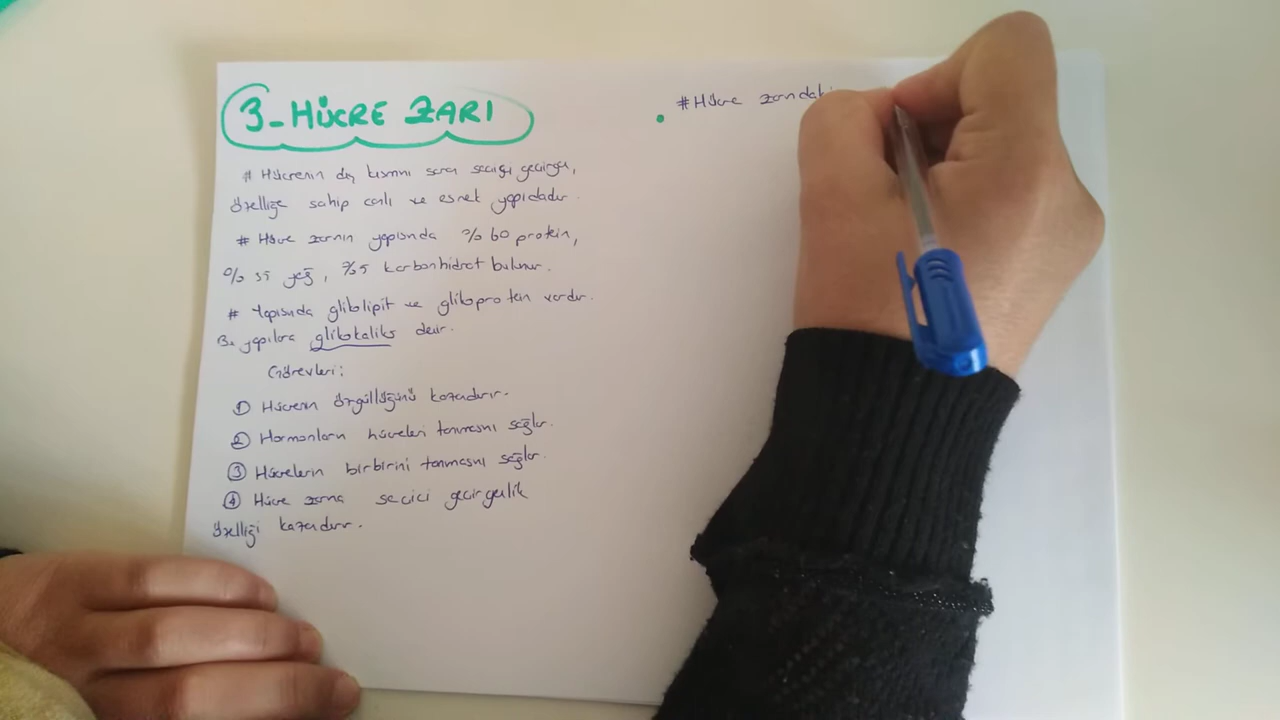 3-HÜCRE ZARI
# Hücrenin dış kısmını saran seçici geçirgen,
özelliğe sahip canlı ve esnek yapıdadır.
# Hücre zarının yapısında % 60 protein,
% 35 yağ, %5 karbonhidrat bulunur.
# Yapısında glikolipit ve glikoprotein vardır.
Bu yapılara glikokaliks denir.
Görevleri:
① Hücrenin özgüllüğünü kazandırır.
② Hormonların hücreleri tanımasını sağlar.
③ Hücrelerin birbirini tanımasını sağlar.
④ Hücre zarına seçici geçirgenlik
özelliği kazandırır.
# Hücre zarındaki